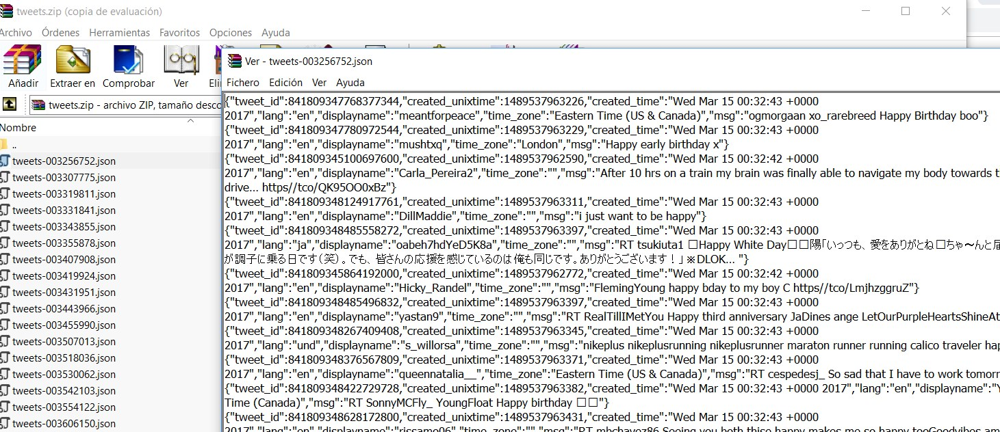 tweets.zip (copia de evaluación)
Archivo Órdenes Herramientas Favoritos Opciones Ayuda
Añadir Extraer en Comprobar Ver
tweets.zip - archivo ZIP, tamaño
Nombre
..
tweets-003256752.json
tweets-003307775.json
tweets-003319811.json
tweets-003331841.json
tweets-003343855.json
tweets-003355878.json
tweets-003407908.json
tweets-003419924.json
tweets-003431951.json
tweets-003443966.json
tweets-003455990.json
tweets-003507013.json
tweets-003518036.json
tweets-003530062.json
tweets-003542103.json
tweets-003554122.json
tweets-003606150.json
Ver - tweets-003256752.json
Fichero Edición Ver Ayuda
{"tweet_id":841809347768377344,"created_unixtime":1489537963226,"created_time":"Wed Mar 15 00:32:43 +0000
2017","lang":"en","displayname":"meantforpeace","time_zone":"Eastern Time (US & Canada)","msg":"ogmorgaan xo_rarebreed Happy Birthday boo"}
{"tweet_id":841809347780972544,"created_unixtime":1489537963229,"created_time":"Wed Mar 15 00:32:43 +0000
2017","lang":"en","displayname":"mushtxq","time_zone":"London","msg":"Happy early birthday x"}
{"tweet_id":841809345100697600,"created_unixtime":1489537962590,"created_time":"Wed Mar 15 00:32:42 +0000
2017","lang":"en","displayname":"Carla_Pereira2","time_zone":"","msg":"After 10 hrs on a train my brain was finally able to navigate my body towards
drive... https//tco/QK95OO0xBz"}
{"tweet_id":841809348124917761,"created_unixtime":1489537963311,"created_time":"Wed Mar 15 00:32:43 +0000
2017","lang":"en","displayname":"DillMaddie","time_zone":"","msg":"i just want to be happy"}
{"tweet_id":841809348485558272,"created_unixtime":1489537963397,"created_time":"Wed Mar 15 00:32:43 +0000
2017","lang":"ja","displayname":"oabeh7hdYeD5K8a","time_zone":"","msg":"RT tsukiuta1 □Happy White Day□□陽「いっつも、愛をありがとね□ちゃ〜んと届
が調子に乗る日です(笑)。でも、皆さんの応援を感じているのは俺も同じです。ありがとうございます！」※DLOK... "}
{"tweet_id":841809345864192000,"created_unixtime":1489537962772,"created_time":"Wed Mar 15 00:32:42 +0000
2017","lang":"en","displayname":"Hicky_Randel","time_zone":"","msg":"FlemingYoung happy bday to my boy C https//tco/LmjhzggruZ"}
{"tweet_id":841809348485496832,"created_unixtime":1489537963397,"created_time":"Wed Mar 15 00:32:43 +0000
2017","lang":"en","displayname":"yastan9","time_zone":"","msg":"RT RealTillIMetYou Happy third anniversary JaDines ange LetOurPurpleHeartsShineAt
{"tweet_id":841809348267409408,"created_unixtime":1489537963345,"created_time":"Wed Mar 15 00:32:43 +0000
2017","lang":"und","displayname":"s_willorsa","time_zone":"","msg":"nikeplus nikeplusrunning nikeplusrunner maraton runner running calico traveler hap
{"tweet_id":841809348376567809,"created_unixtime":1489537963371,"created_time":"Wed Mar 15 00:32:43 +0000
2017","lang":"en","displayname":"queennatalia__","time_zone":"Eastern Time (US & Canada)","msg":"RT cespedesj_ So sad that I have to work tomorr
{"tweet_id":841809348422729728,"created_unixtime":1489537963382,"created_time":"Wed Mar 15 00:32:43 +0000 2017","lang":"en","displayname":"Y
Time (Canada)","msg":"RT SonnyMCFly_ YoungFloat Happy birthday □□"}
{"tweet_id":841809348628172800,"created_unixtime":1489537963431,"created_time":"Wed Mar 15 00:32:43 +0000
2017","lang":"en","displayname":"rissamo06","time_zone":"","msg":"RT mbchavez86 Seeing you both thise happy makes me so happy tooGoodvibes am